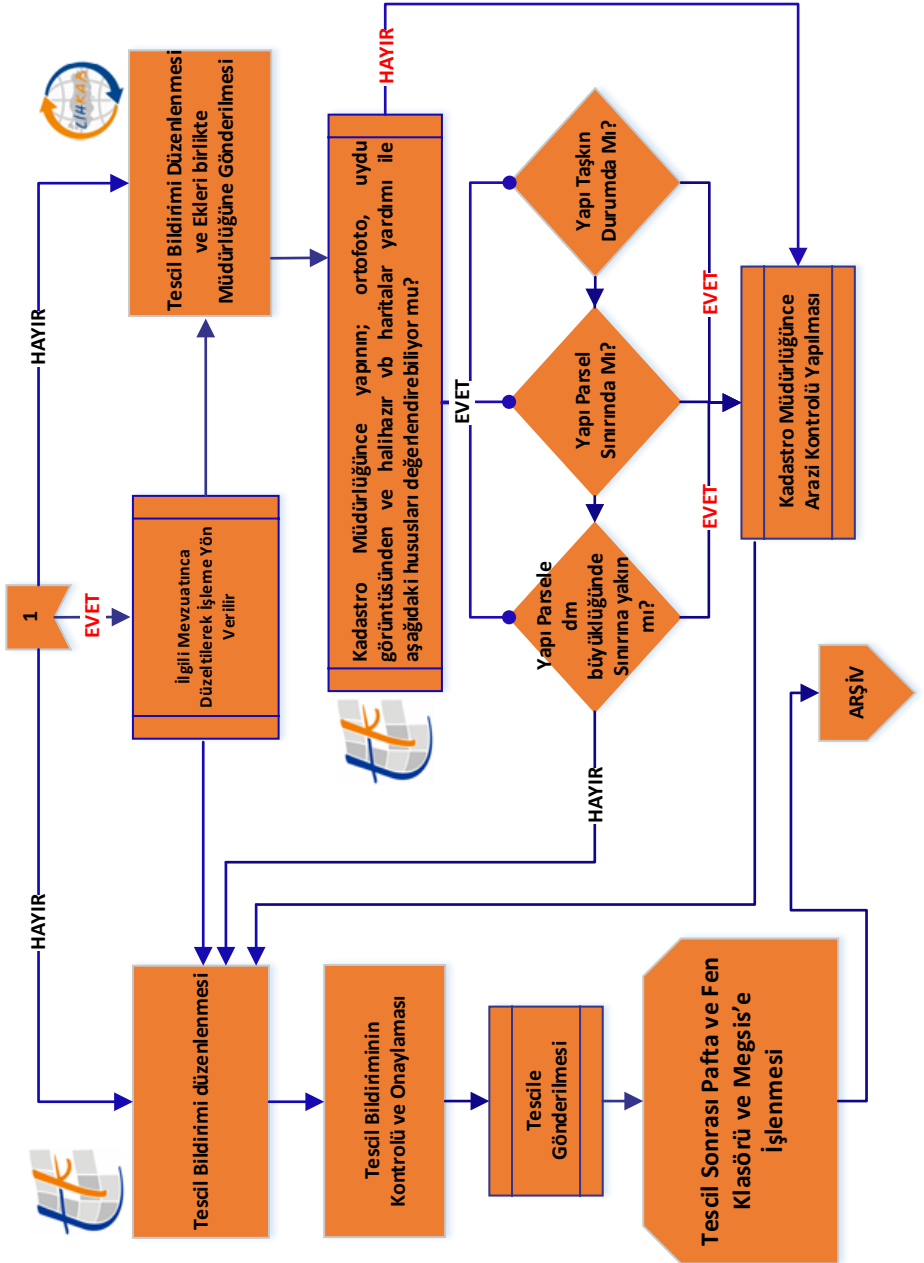 1
HAYIR
HAYIR
EVET
Tescil Bildirimi düzenlenmesi
İlgili Mevzuatınca
Düzeltilerek İşleme Yön
Verilir
Tescil Bildirimi Düzenlenmesi
ve Ekleri birlikte
Müdürlüğüne Gönderilmesi
LİHKAB
Tescil Bildiriminin
Kontrolü ve Onaylaması
Kadastro Müdürlüğünce yapının; ortofoto, uydu
görüntüsünden ve halihazır vb haritalar yardımı ile
aşağıdaki hususları değerlendirebiliyor mu?
HAYIR
EVET
Tescile
Gönderilmesi
Yapı Parsele
dm
büyüklüğünde
Sınırına yakın
mı?
Yapı Parsel
Sınırında Mı?
Yapı Taşkın
Durumda Mı?
HAYIR
EVET
EVET
Tescil Sonrası Pafta ve Fen
Klasörü ve Megsis’e
İşlenmesi
Kadastro Müdürlüğünce
Arazi Kontrolü Yapılması
ARŞİV